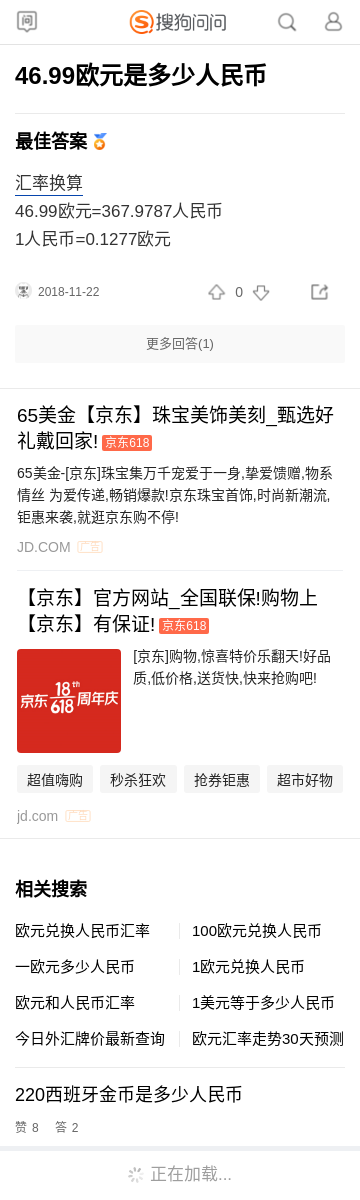 问
S 搜狗问问
46.99欧元是多少人民币
最佳答案
汇率换算
46.99欧元=367.9787人民币
1人民币=0.1277欧元
2018-11-22
0
更多回答(1)
65美金【京东】珠宝美饰美刻_甄选好
礼戴回家! 京东618
65美金-[京东]珠宝集万千宠爱于一身,挚爱馈赠,物系
情丝 为爱传递,畅销爆款!京东珠宝首饰,时尚新潮流,
钜惠来袭,就逛京东购不停!
JD.COM 广告
【京东】官方网站_全国联保!购物上
【京东】有保证! 京东618
京东 18th 618 周年庆
[京东]购物,惊喜特价乐翻天!好品
质,低价格,送货快,快来抢购吧!
超值嗨购 秒杀狂欢 抢券钜惠 超市好物
jd.com 广告
相关搜索
欧元兑换人民币汇率 100欧元兑换人民币
一欧元多少人民币 1欧元兑换人民币
欧元和人民币汇率 1美元等于多少人民币
今日外汇牌价最新查询 欧元汇率走势30天预测
220西班牙金币是多少人民币
赞 8 答 2
正在加载...